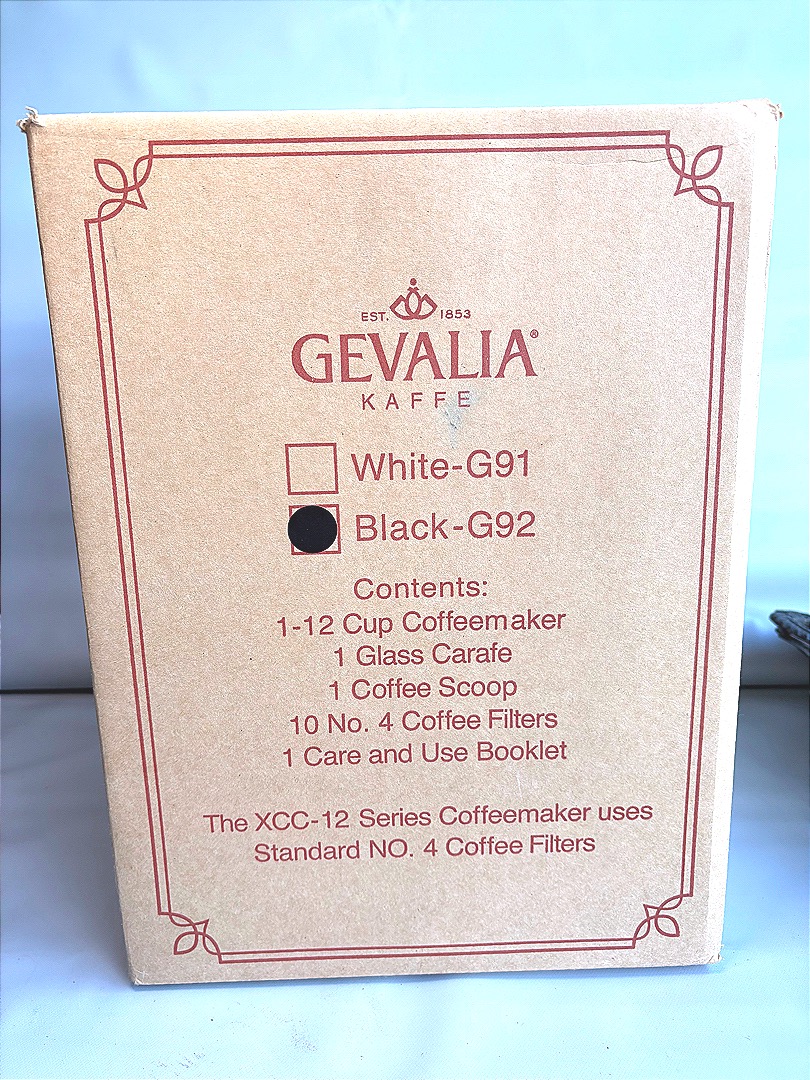 EST. 1853
GEVALIA®
KAFFE
White-G91
Black-G92
Contents:
1-12 Cup Coffeemaker
1 Glass Carafe
1 Coffee Scoop
10 No. 4 Coffee Filters
1 Care and Use Booklet
The XCC-12 Series Coffeemaker uses
Standard NO. 4 Coffee Filters